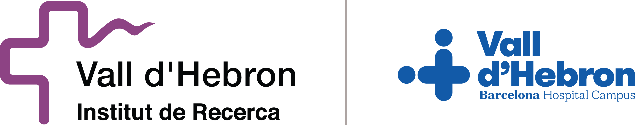 Vall d'Hebron
Institut de Recerca
Vall
d'Hebron
Barcelona Hospital Campus